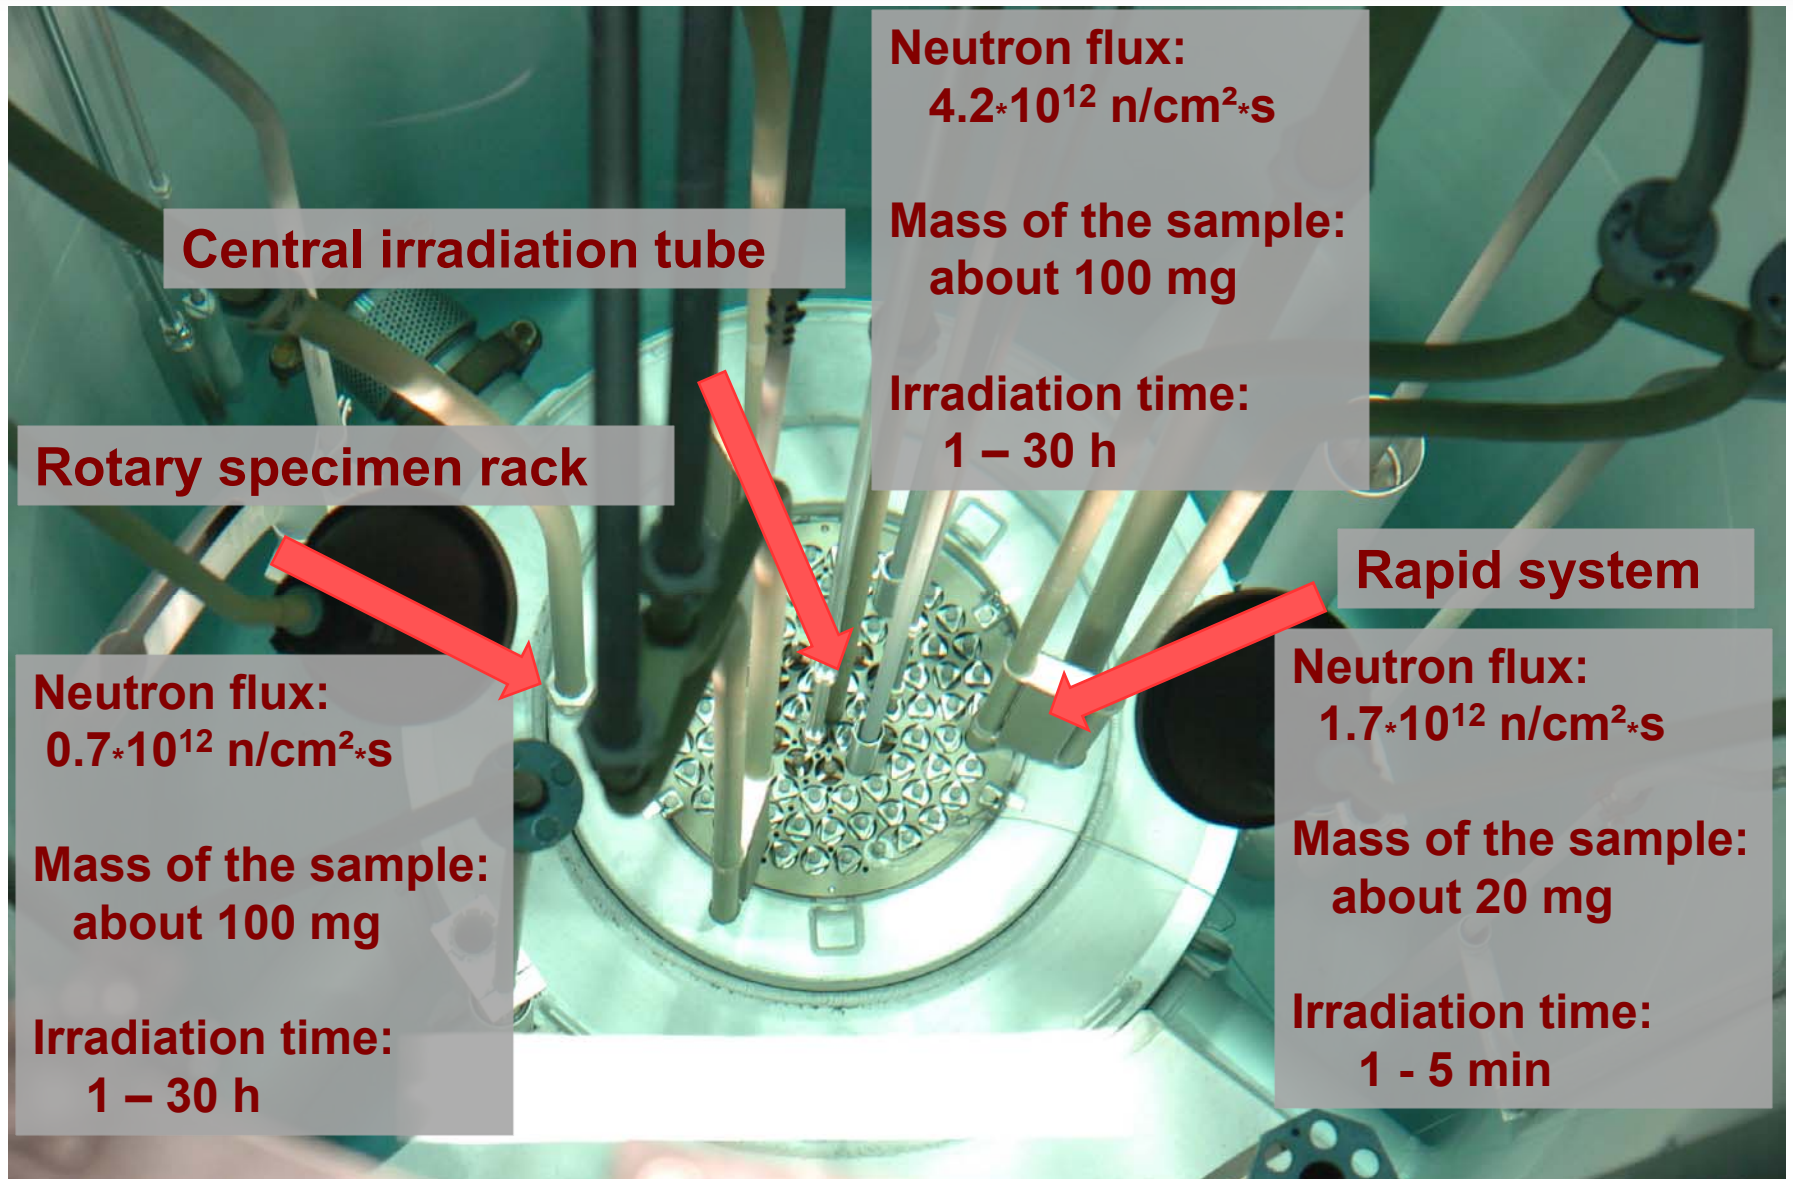 Neutron flux:
4.2*10¹² n/cm²*s
Mass of the sample:
about 100 mg
Irradiation time:
1 – 30 h
Central irradiation tube
Rotary specimen rack
Neutron flux:
0.7*10¹² n/cm²*s
Mass of the sample:
about 100 mg
Irradiation time:
1 – 30 h
Rapid system
Neutron flux:
1.7*10¹² n/cm²*s
Mass of the sample:
about 20 mg
Irradiation time:
1 - 5 min